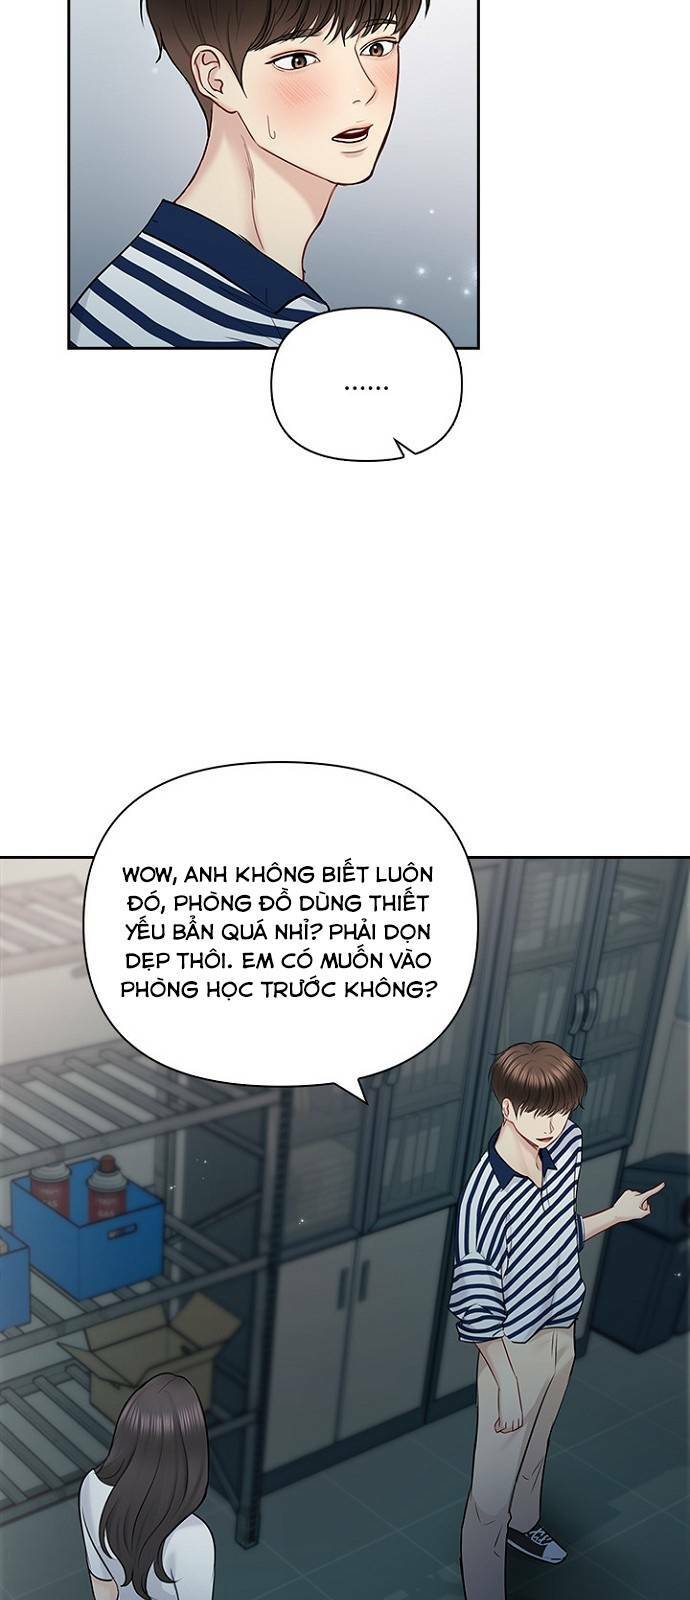 ......
WOW, ANH KHÔNG BIẾT LUÔN
ĐÓ, PHÒNG ĐỒ DÙNG THIẾT
YẾU BẨN QUÁ NHỈ? PHẢI DỌN
DẸP THÔI. EM CÓ MUỐN VÀO
PHÒNG HỌC TRƯỚC KHÔNG?
GAS